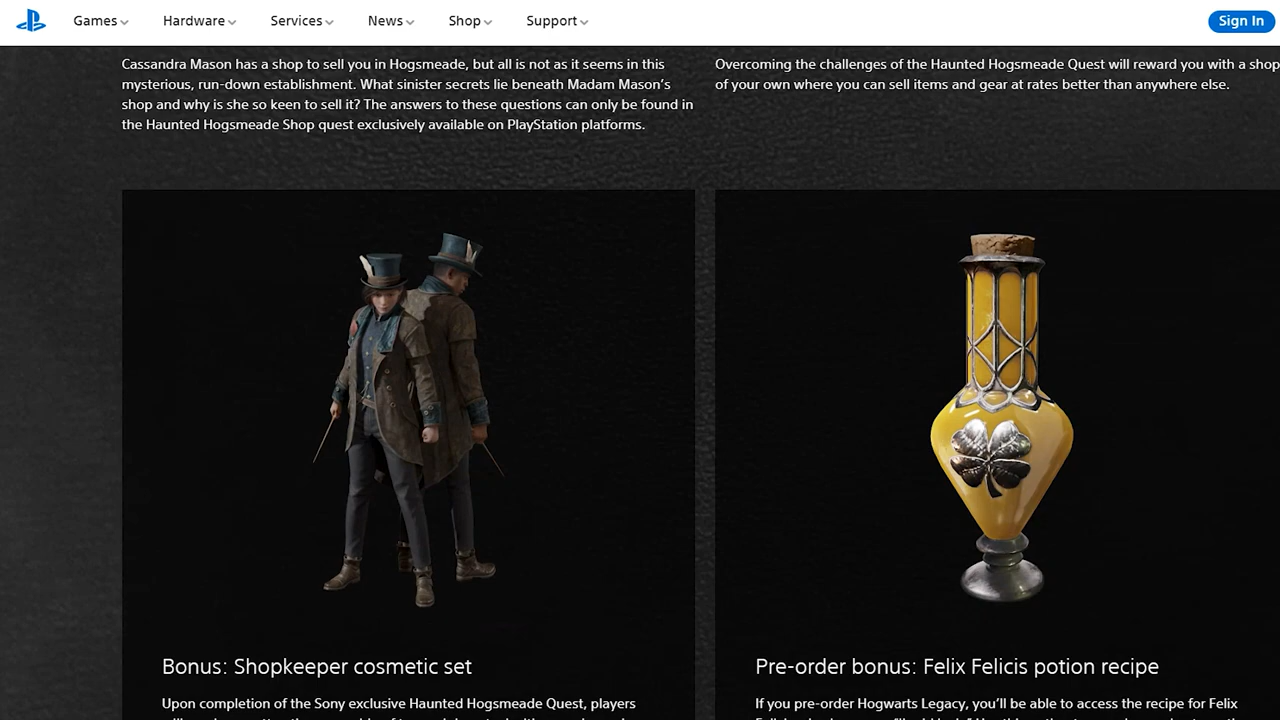 Games
Hardware
Services
News
Shop
Support
Sign In
Cassandra Mason has a shop to sell you in Hogsmeade, but all is not as it seems in this
mysterious, run-down establishment. What sinister secrets lie beneath Madam Mason's
shop and why is she so keen to sell it? The answers to these questions can only be found in
the Haunted Hogsmeade Shop quest exclusively available on PlayStation platforms.
Overcoming the challenges of the Haunted Hogsmeade Quest will reward you with a shop
of your own where you can sell items and gear at rates better than anywhere else.
Bonus: Shopkeeper cosmetic set
Upon completion of the Sony exclusive Haunted Hogsmeade Quest, players
Pre-order bonus: Felix Felicis potion recipe
If you pre-order Hogwarts Legacy, you'll be able to access the recipe for Felix